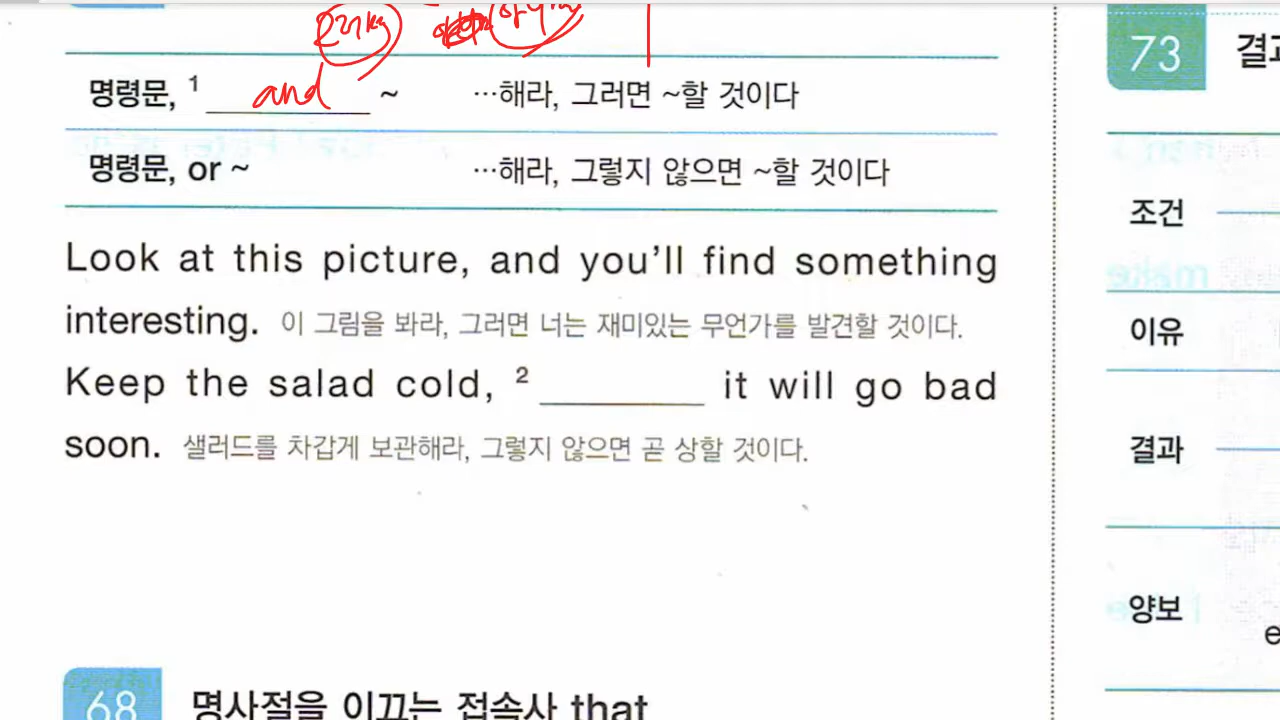 명령문, ¹ and ~ …해라, 그러면 ~할 것이다
명령문, or ~ …해라, 그렇지 않으면 ~할 것이다
Look at this picture, and you'll find something
interesting. 이 그림을 봐라, 그러면 너는 재미있는 무언가를 발견할 것이다.
Keep the salad cold, ² ________ it will go bad
soon. 샐러드를 차갑게 보관해라, 그렇지 않으면 곧 상할 것이다.
68 명사절을 이끄는 접속사 that
73
조건
이유
결과
양보